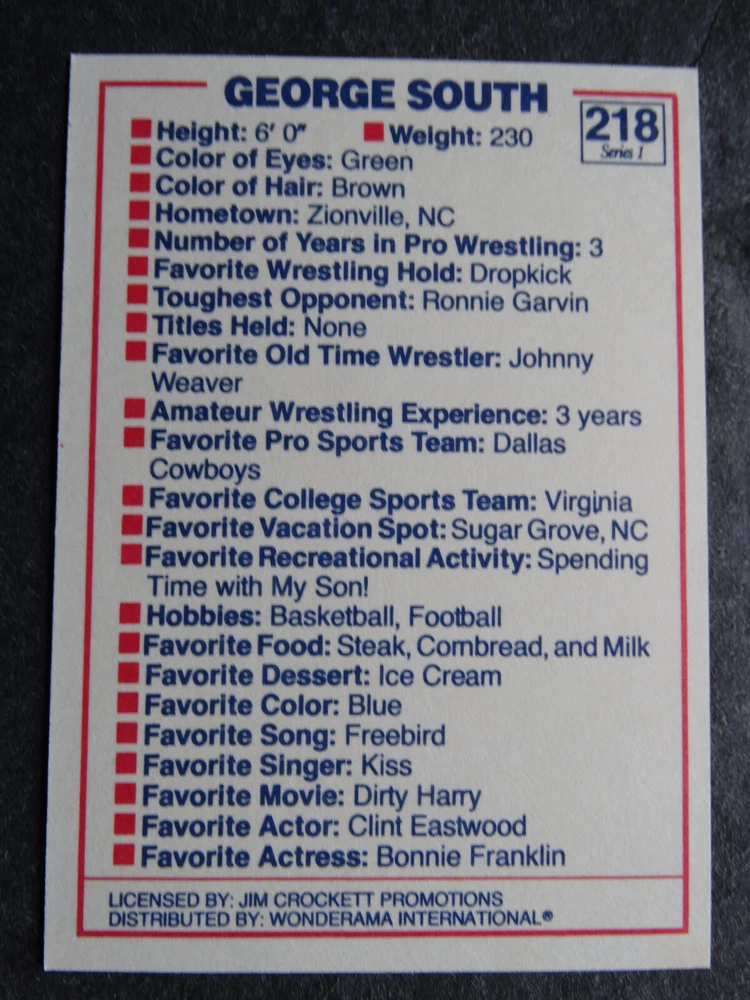 GEORGE SOUTH
218
Series 1
Height: 6' 0" Weight: 230
Color of Eyes: Green
Color of Hair: Brown
Hometown: Zionville, NC
Number of Years in Pro Wrestling: 3
Favorite Wrestling Hold: Dropkick
Toughest Opponent: Ronnie Garvin
Titles Held: None
Favorite Old Time Wrestler: Johnny
Weaver
Amateur Wrestling Experience: 3 years
Favorite Pro Sports Team: Dallas
Cowboys
Favorite College Sports Team: Virginia
Favorite Vacation Spot: Sugar Grove, NC
Favorite Recreational Activity: Spending
Time with My Son!
Hobbies: Basketball, Football
Favorite Food: Steak, Cornbread, and Milk
Favorite Dessert: Ice Cream
Favorite Color: Blue
Favorite Song: Freebird
Favorite Singer: Kiss
Favorite Movie: Dirty Harry
Favorite Actor: Clint Eastwood
Favorite Actress: Bonnie Franklin
LICENSED BY: JIM CROCKETT PROMOTIONS
DISTRIBUTED BY: WONDERAMA INTERNATIONAL®